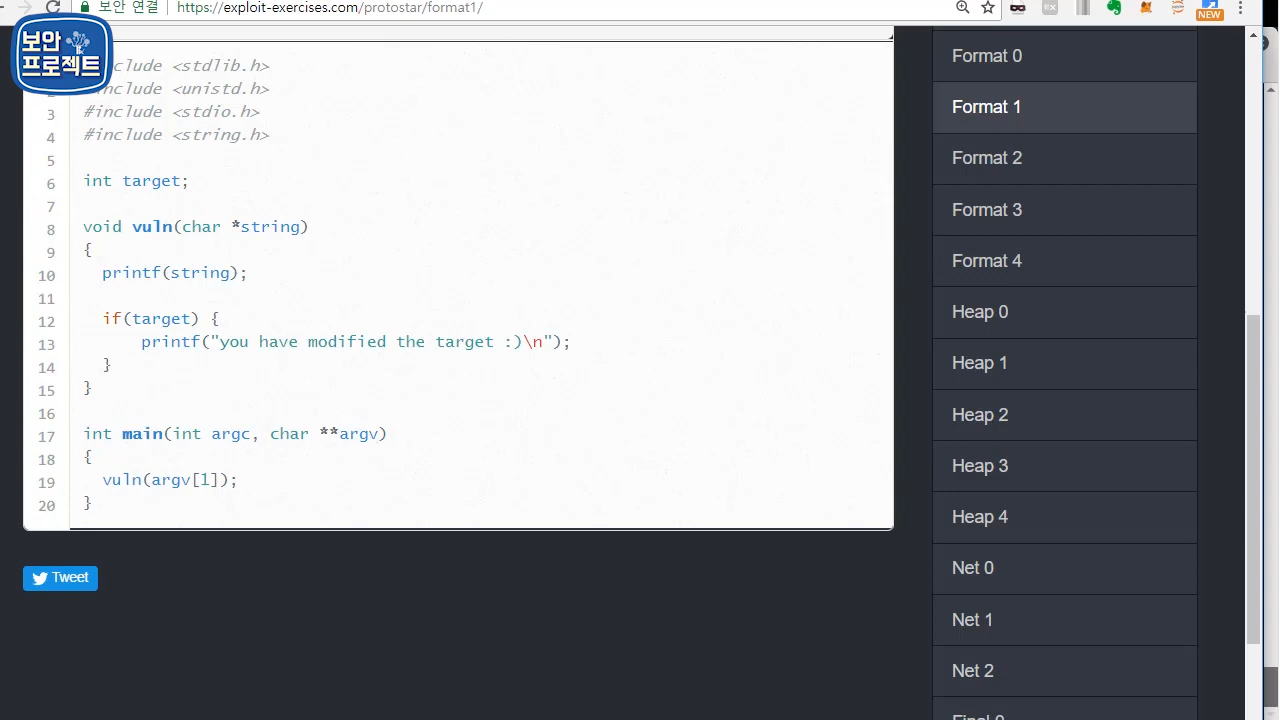 보안 연결 https://exploit-exercises.com/protostar/format1/
NEW
보안
프로젝트
clude <stdlib.h>
clude <unistd.h>
3 #include <stdio.h>
4 #include <string.h>
5
6 int target;
7
8 void vuln(char *string)
9 {
10 printf(string);
11
12 if(target) {
13 printf("you have modified the target :)\n");
14 }
15 }
16
17 int main(int argc, char **argv)
18 {
19 vuln(argv[1]);
20 }
Tweet
Format 0
Format 1
Format 2
Format 3
Format 4
Heap 0
Heap 1
Heap 2
Heap 3
Heap 4
Net 0
Net 1
Net 2
Final 0